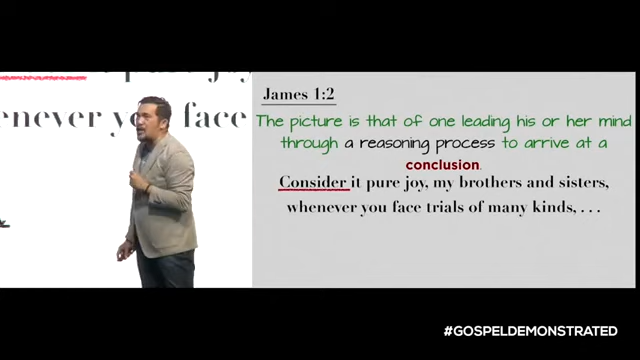 pure joy
enever you face
James 1:2
The picture is that of one leading his or her mind
through a reasoning process to arrive at a
conclusion.
Consider it pure joy, my brothers and sisters,
whenever you face trials of many kinds, . . .
#GOSPELDEMONSTRATED